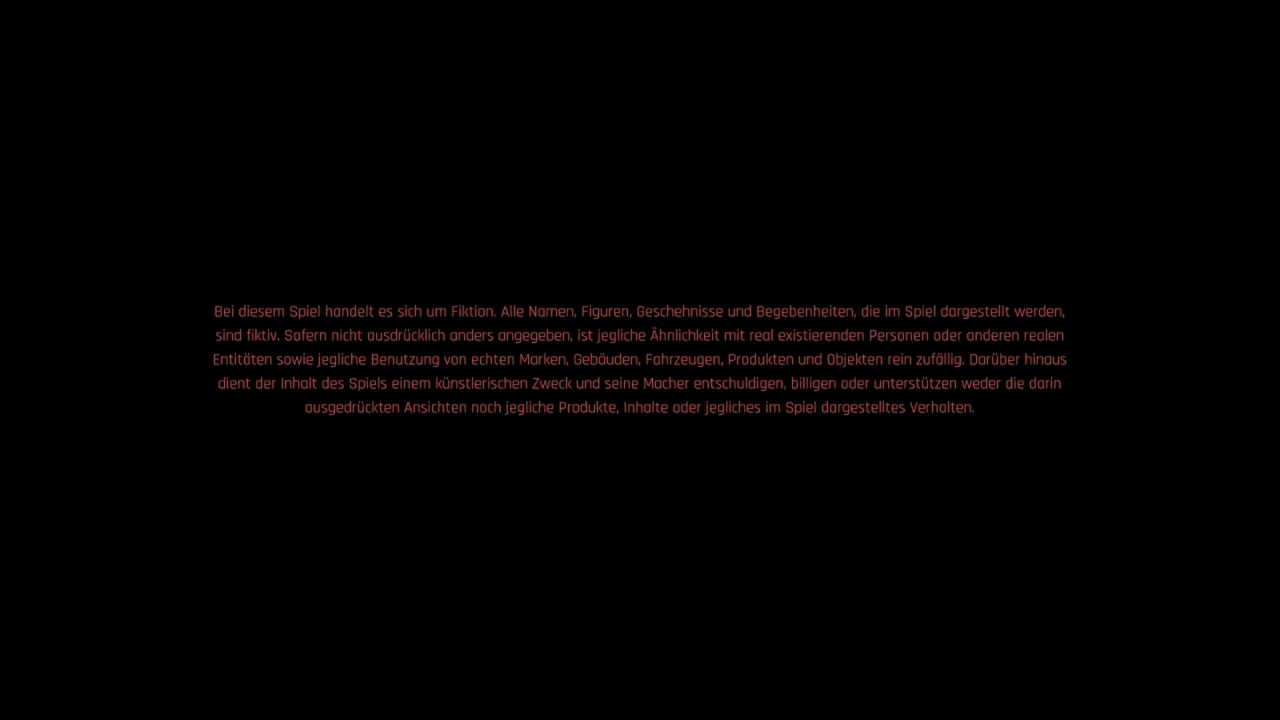 Bei diesem Spiel handelt es sich um Fiktion. Alle Namen, Figuren, Geschehnisse und Begebenheiten, die im Spiel dargestellt werden,
sind fiktiv. Sofern nicht ausdrücklich anders angegeben, ist jegliche Ähnlichkeit mit real existierenden Personen oder anderen realen
Entitäten sowie jegliche Benutzung von echten Marken, Gebäuden, Fahrzeugen, Produkten und Objekten rein zufällig. Darüber hinaus
dient der Inhalt des Spiels einem künstlerischen Zweck und seine Macher entschuldigen, billigen oder unterstützen weder die darin
ausgedrückten Ansichten noch jegliche Produkte, Inhalte oder jegliches im Spiel dargestelltes Verhalten.